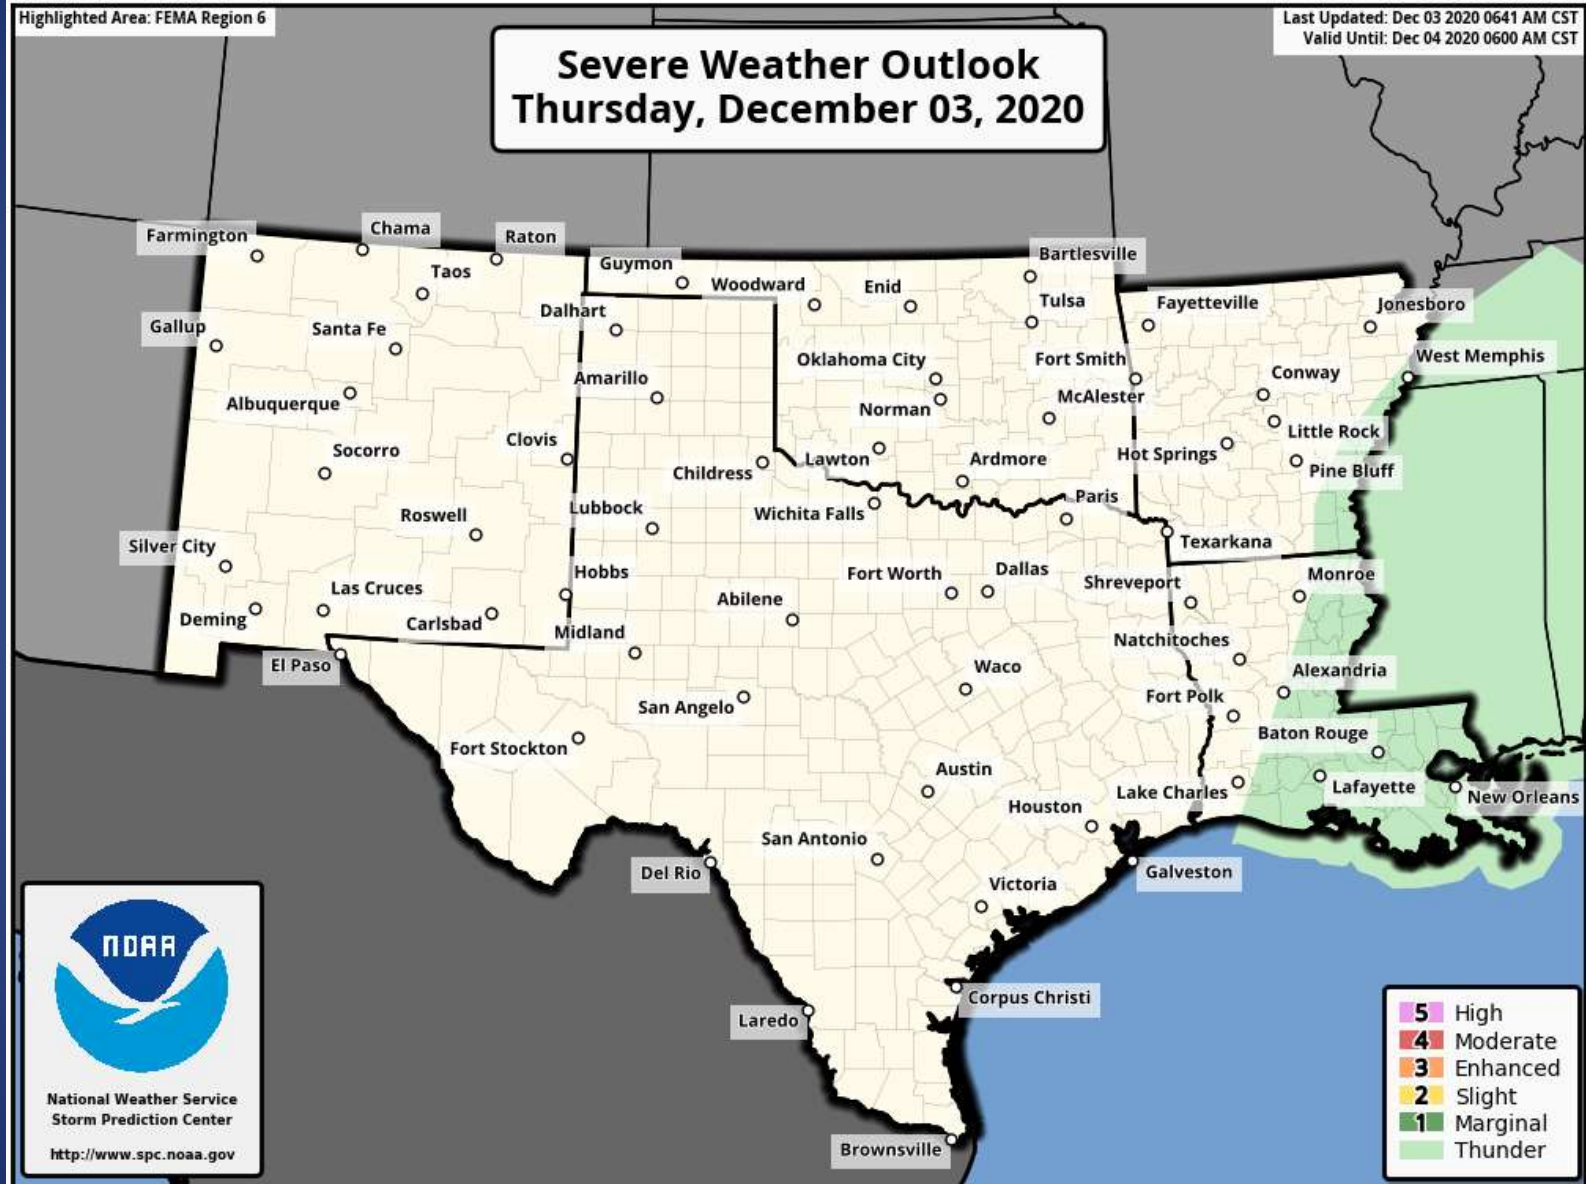 Highlighted Area: FEMA Region 6
Last Updated: Dec 03 2020 0641 AM CST
Valid Until: Dec 04 2020 0600 AM CST
Severe Weather Outlook
Thursday, December 03, 2020
Farmington
Chama
Raton
Taos
Guymon
Woodward
Enid
Bartlesville
Tulsa
Fayetteville
Jonesboro
Gallup
Santa Fe
Dalhart
Oklahoma City
Fort Smith
West Memphis
Albuquerque
Amarillo
Norman
McAlester
Conway
Little Rock
Socorro
Clovis
Childress
Lawton
Ardmore
Hot Springs
Pine Bluff
Roswell
Lubbock
Wichita Falls
Paris
Texarkana
Silver City
Las Cruces
Hobbs
Fort Worth
Dallas
Shreveport
Monroe
Deming
Carlsbad
Abilene
Midland
Natchitoches
El Paso
Waco
Alexandria
San Angelo
Fort Polk
Fort Stockton
Baton Rouge
Austin
Houston
Lake Charles
Lafayette
New Orleans
San Antonio
Del Rio
Victoria
Galveston
Corpus Christi
Laredo
Brownsville
NOAA
National Weather Service
Storm Prediction Center
http://www.spc.noaa.gov
5 High
4 Moderate
3 Enhanced
2 Slight
1 Marginal
Thunder